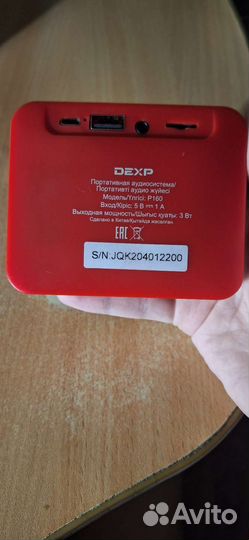 DEXP
Портативная аудиосистема/
Портативті аудио жүйесі
Модель/Үлгісі: P160
Вход/Кіріс: 5 В ⎓ 1 А
Выходная мощность/Шығыс қуаты: 3 Вт
Сделано в Китае/Қытайда жасалған
EAC
S/N:JQK204012200
Avito